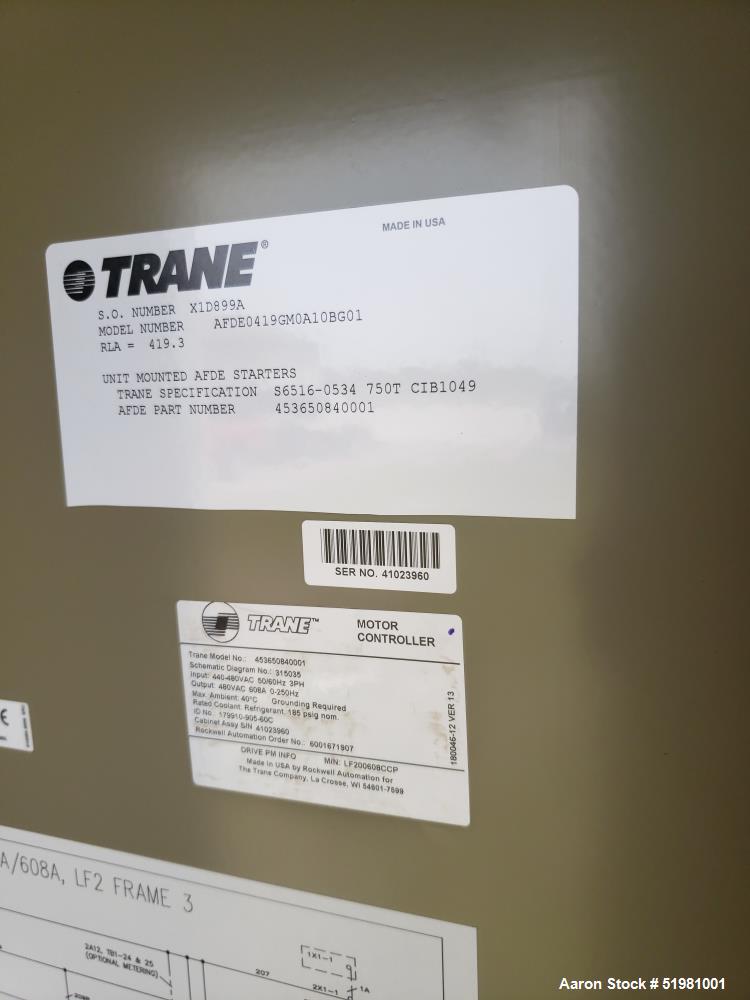 MADE IN USA
TRANE®
S.O. NUMBER X1D899A
MODEL NUMBER AFDE0419GM0A10BG01
RLA = 419.3
UNIT MOUNTED AFDE STARTERS
TRANE SPECIFICATION S6516-0534 750T CIB1049
AFDE PART NUMBER 453650840001
SER NO. 41023960
TRANE™ MOTOR
CONTROLLER
Trane Model No.: 453650840001
Schematic Diagram No.: 315035
Input: 440-480VAC 50/60Hz 3PH
Output: 480VAC 608A 0-250Hz
Max. Ambient: 40°C Grounding Required
Rated Coolant: Refrigerant, 185 psig nom.
ID No.: 179910-905-60C
Cabinet Assy S/N 41023960
Rockwell Automation Order No.: 6001671907
DRIVE PM INFO M/N: LF200608CCP
Made in USA by Rockwell Automation for
The Trane Company, La Crosse, WI 54601-7599
180046-12 VER 13
CE
A/608A, LF2 FRAME 3
2A12, TB1-24 & 25
(OPTIONAL METERING)
1X1-1
207
2X1-1
1A
Aaron Stock # 51981001